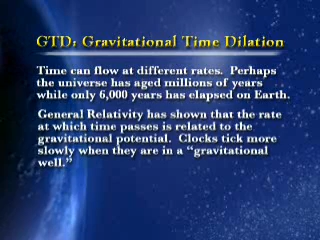 GTD: Gravitational Time Dilation
Time can flow at different rates.  Perhaps
the universe has aged millions of years
while only 6,000 years has elapsed on Earth.
General Relativity has shown that the rate
at which time passes is related to the
gravitational potential.  Clocks tick more
slowly when they are in a “gravitational
well.”